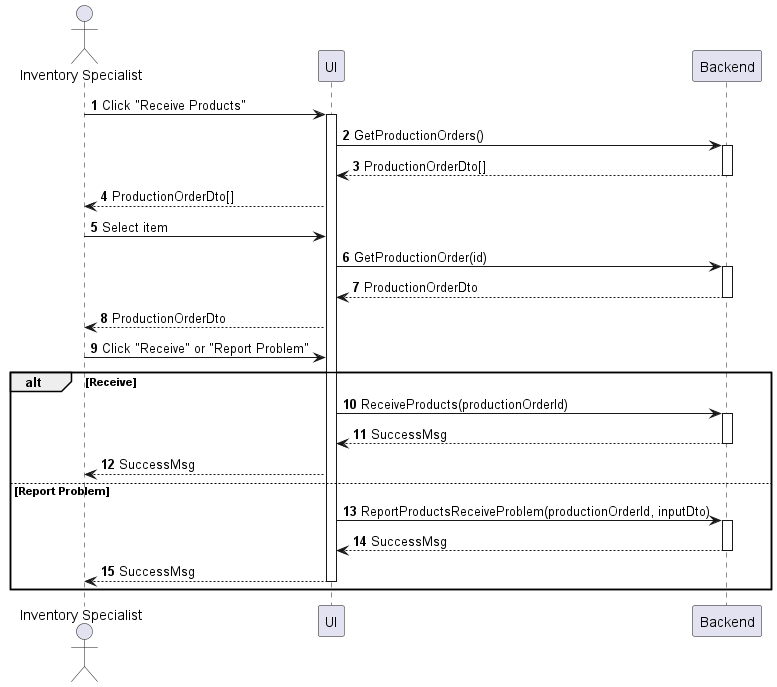 Inventory Specialist
UI
Backend
1 Click "Receive Products"
2 GetProductionOrders()
3 ProductionOrderDto[]
4 ProductionOrderDto[]
5 Select item
6 GetProductionOrder(id)
7 ProductionOrderDto
8 ProductionOrderDto
9 Click "Receive" or "Report Problem"
alt
[Receive]
10 ReceiveProducts(productionOrderId)
11 SuccessMsg
12 SuccessMsg
[Report Problem]
13 ReportProductsReceiveProblem(productionOrderId, inputDto)
14 SuccessMsg
15 SuccessMsg
Inventory Specialist
UI
Backend